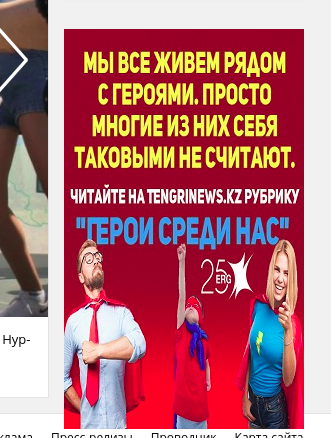 МЫ ВСЕ ЖИВЕМ РЯДОМ
С ГЕРОЯМИ. ПРОСТО
МНОГИЕ ИЗ НИХ СЕБЯ
ТАКОВЫМИ НЕ СЧИТАЮТ.
ЧИТАЙТЕ НА TENGRINEWS.KZ РУБРИКУ
"ГЕРОИ СРЕДИ НАС"
25 ERG
Нур-
Пресс-релизы Проводник Карта сайта